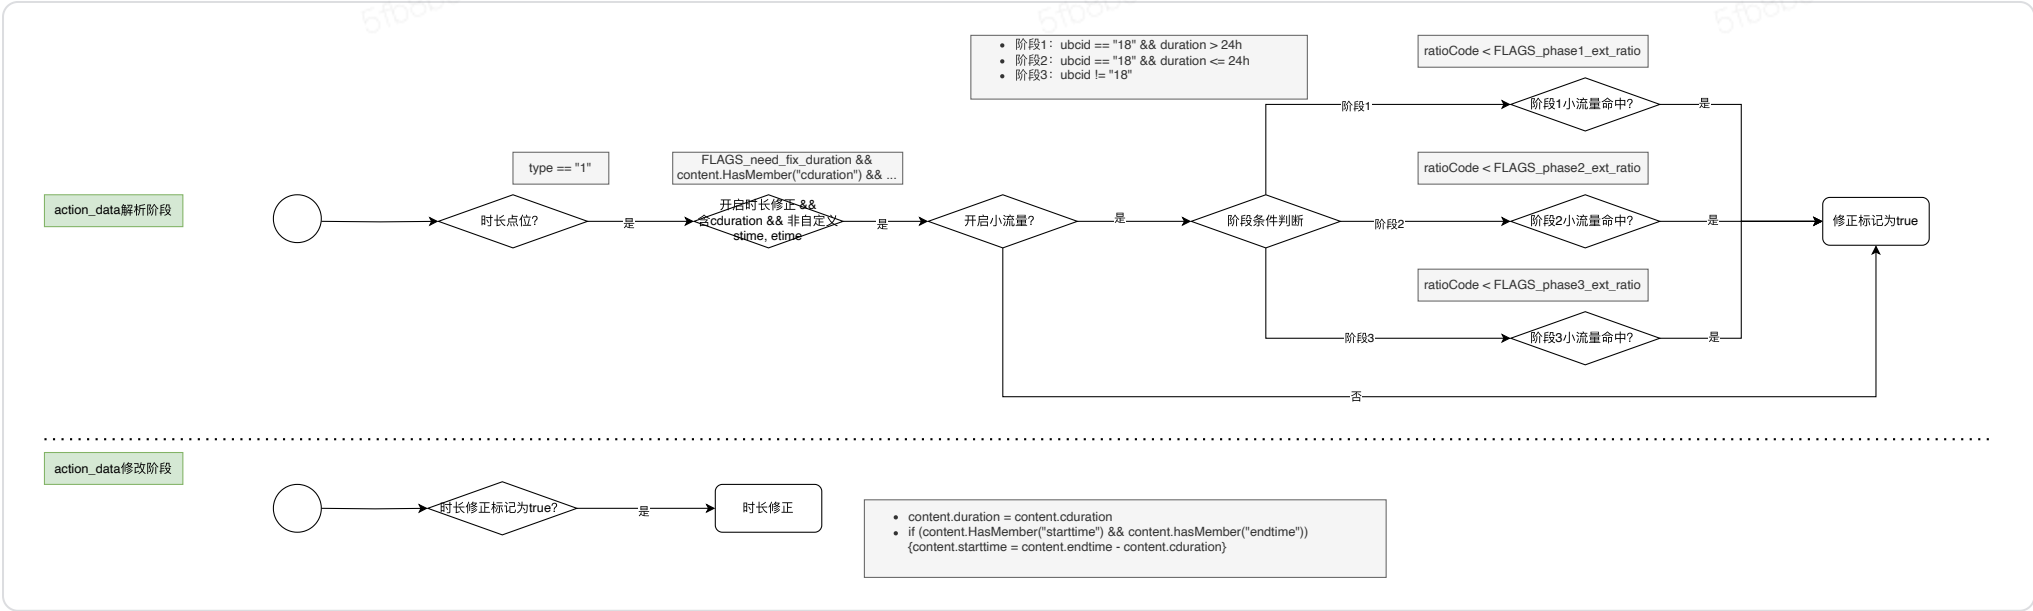 阶段1：ubcid == "18" && duration > 24h
阶段2：ubcid == "18" && duration <= 24h
阶段3：ubcid != "18"
ratioCode < FLAGS_phase1_ext_ratio
阶段1
阶段1小流量命中?
是
type == "1"
FLAGS_need_fix_duration &&
content.HasMember("cduration") && ...
ratioCode < FLAGS_phase2_ext_ratio
action_data解析阶段
时长点位?
是
开启时长修正 &&
含cduration && 非自定义
stime, etime
是
开启小流量?
是
阶段条件判断
阶段2
阶段2小流量命中?
是
修正标记为true
ratioCode < FLAGS_phase3_ext_ratio
阶段3
阶段3小流量命中?
是
否
action_data修改阶段
时长修正标记为true?
是
时长修正
content.duration = content.cduration
if (content.HasMember("starttime") && content.hasMember("endtime"))
{content.starttime = content.endtime - content.cduration}